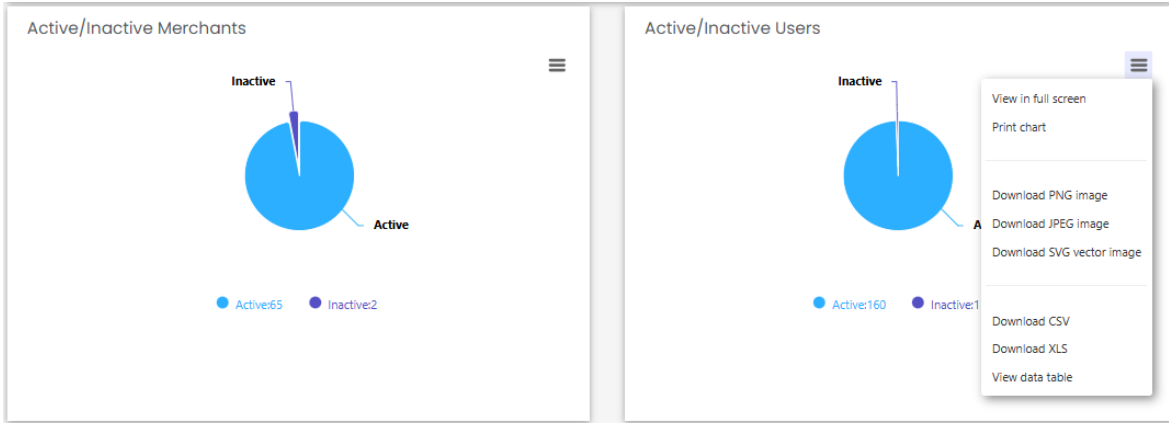 Active/Inactive Merchants
Inactive
Active
Active:65
Inactive:2
Active/Inactive Users
Inactive
Active:160
Inactive:1
View in full screen
Print chart
Download PNG image
Download JPEG image
Download SVG vector image
Download CSV
Download XLS
View data table